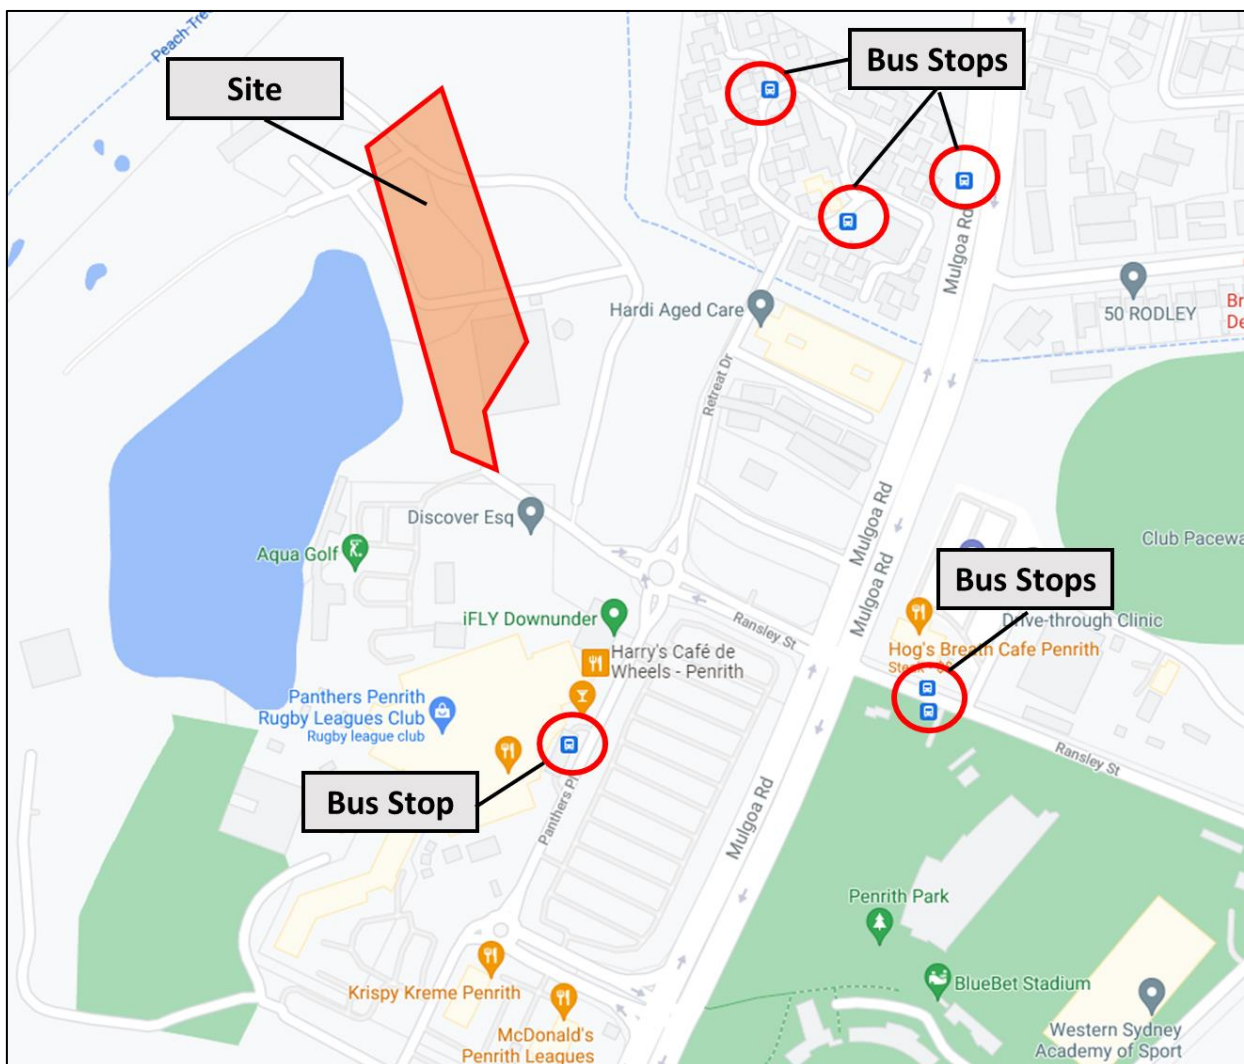 Peach-Tre
Site
Bus Stops
Mulgoa Rd
Hardi Aged Care
50 RODLEY
Br
De
Retreat Dr
Discover Esq
Aqua Golf
Mulgoa Rd
Mulgoa Rd
Club Pacewa
Bus Stops
Drive-through Clinic
iFLY Downunder
Ransley St
Hog's Breath Cafe Penrith
Harry's Café de
Wheels - Penrith
Panthers Penrith
Rugby Leagues Club
Rugby league club
Bus Stop
Panthers Pl
Mulgoa Rd
Ransley St
Penrith Park
BlueBet Stadium
Krispy Kreme Penrith
McDonald's
Penrith Leagues
Western Sydney
Academy of Sport